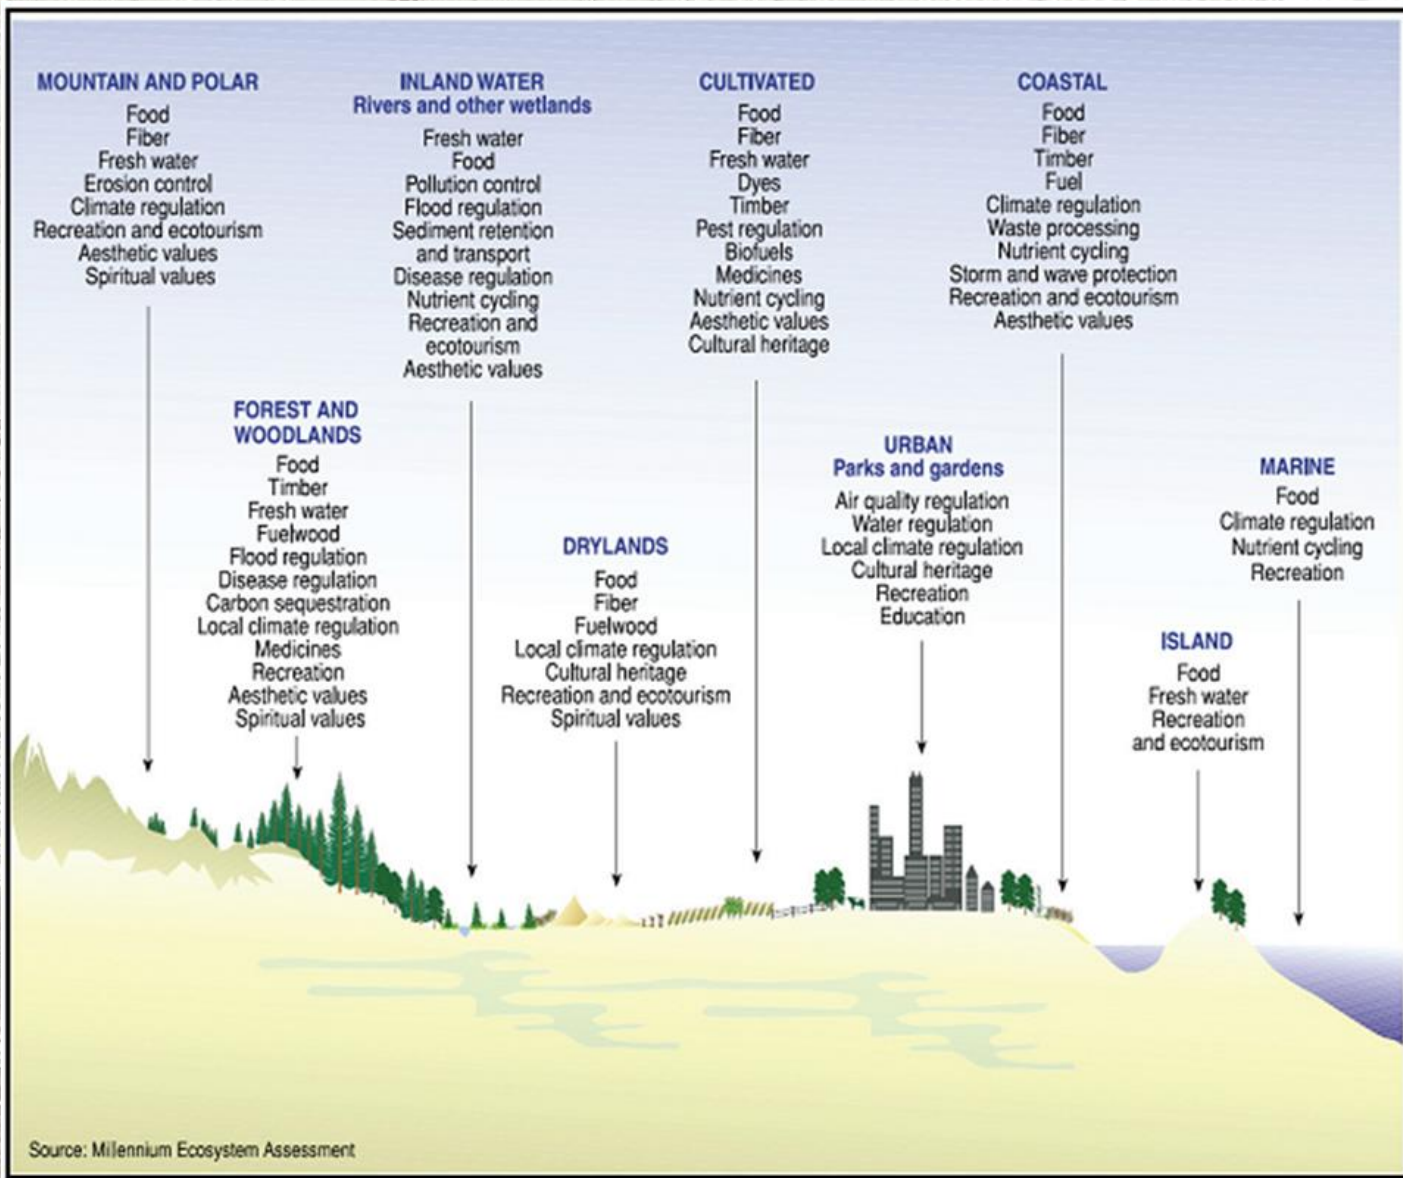 MOUNTAIN AND POLAR
Food
Fiber
Fresh water
Erosion control
Climate regulation
Recreation and ecotourism
Aesthetic values
Spiritual values
FOREST AND
WOODLANDS
Food
Timber
Fresh water
Fuelwood
Flood regulation
Disease regulation
Carbon sequestration
Local climate regulation
Medicines
Recreation
Aesthetic values
Spiritual values
INLAND WATER
Rivers and other wetlands
Fresh water
Food
Pollution control
Flood regulation
Sediment retention
and transport
Disease regulation
Nutrient cycling
Recreation and
ecotourism
Aesthetic values
DRYLANDS
Food
Fiber
Fuelwood
Local climate regulation
Cultural heritage
Recreation and ecotourism
Spiritual values
CULTIVATED
Food
Fiber
Fresh water
Dyes
Timber
Pest regulation
Biofuels
Medicines
Nutrient cycling
Aesthetic values
Cultural heritage
URBAN
Parks and gardens
Air quality regulation
Water regulation
Local climate regulation
Cultural heritage
Recreation
Education
COASTAL
Food
Fiber
Timber
Fuel
Climate regulation
Waste processing
Nutrient cycling
Storm and wave protection
Recreation and ecotourism
Aesthetic values
ISLAND
Food
Fresh water
Recreation
and ecotourism
MARINE
Food
Climate regulation
Nutrient cycling
Recreation
Source: Millennium Ecosystem Assessment